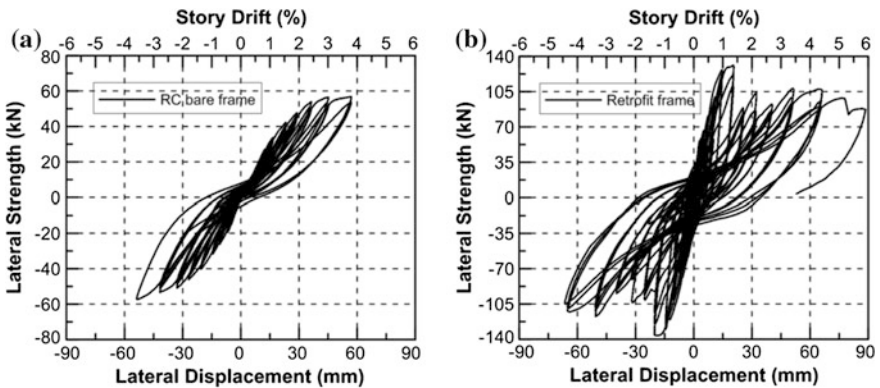 Story Drift (%)
(a)
-6 -5 -4 -3 -2 -1 0 1 2 3 4 5 6
80
60
40
20
0
-20
-40
-60
-80
Lateral Strength (kN)
RC bare frame
-90 -60 -30 0 30 60 90
Lateral Displacement (mm)
Story Drift (%)
(b)
-6 -5 -4 -3 -2 -1 0 1 2 3 4 5 6
140
105
70
35
0
-35
-70
-105
-140
Lateral Strength (kN)
Retrofit frame
-90 -60 -30 0 30 60 90
Lateral Displacement (mm)